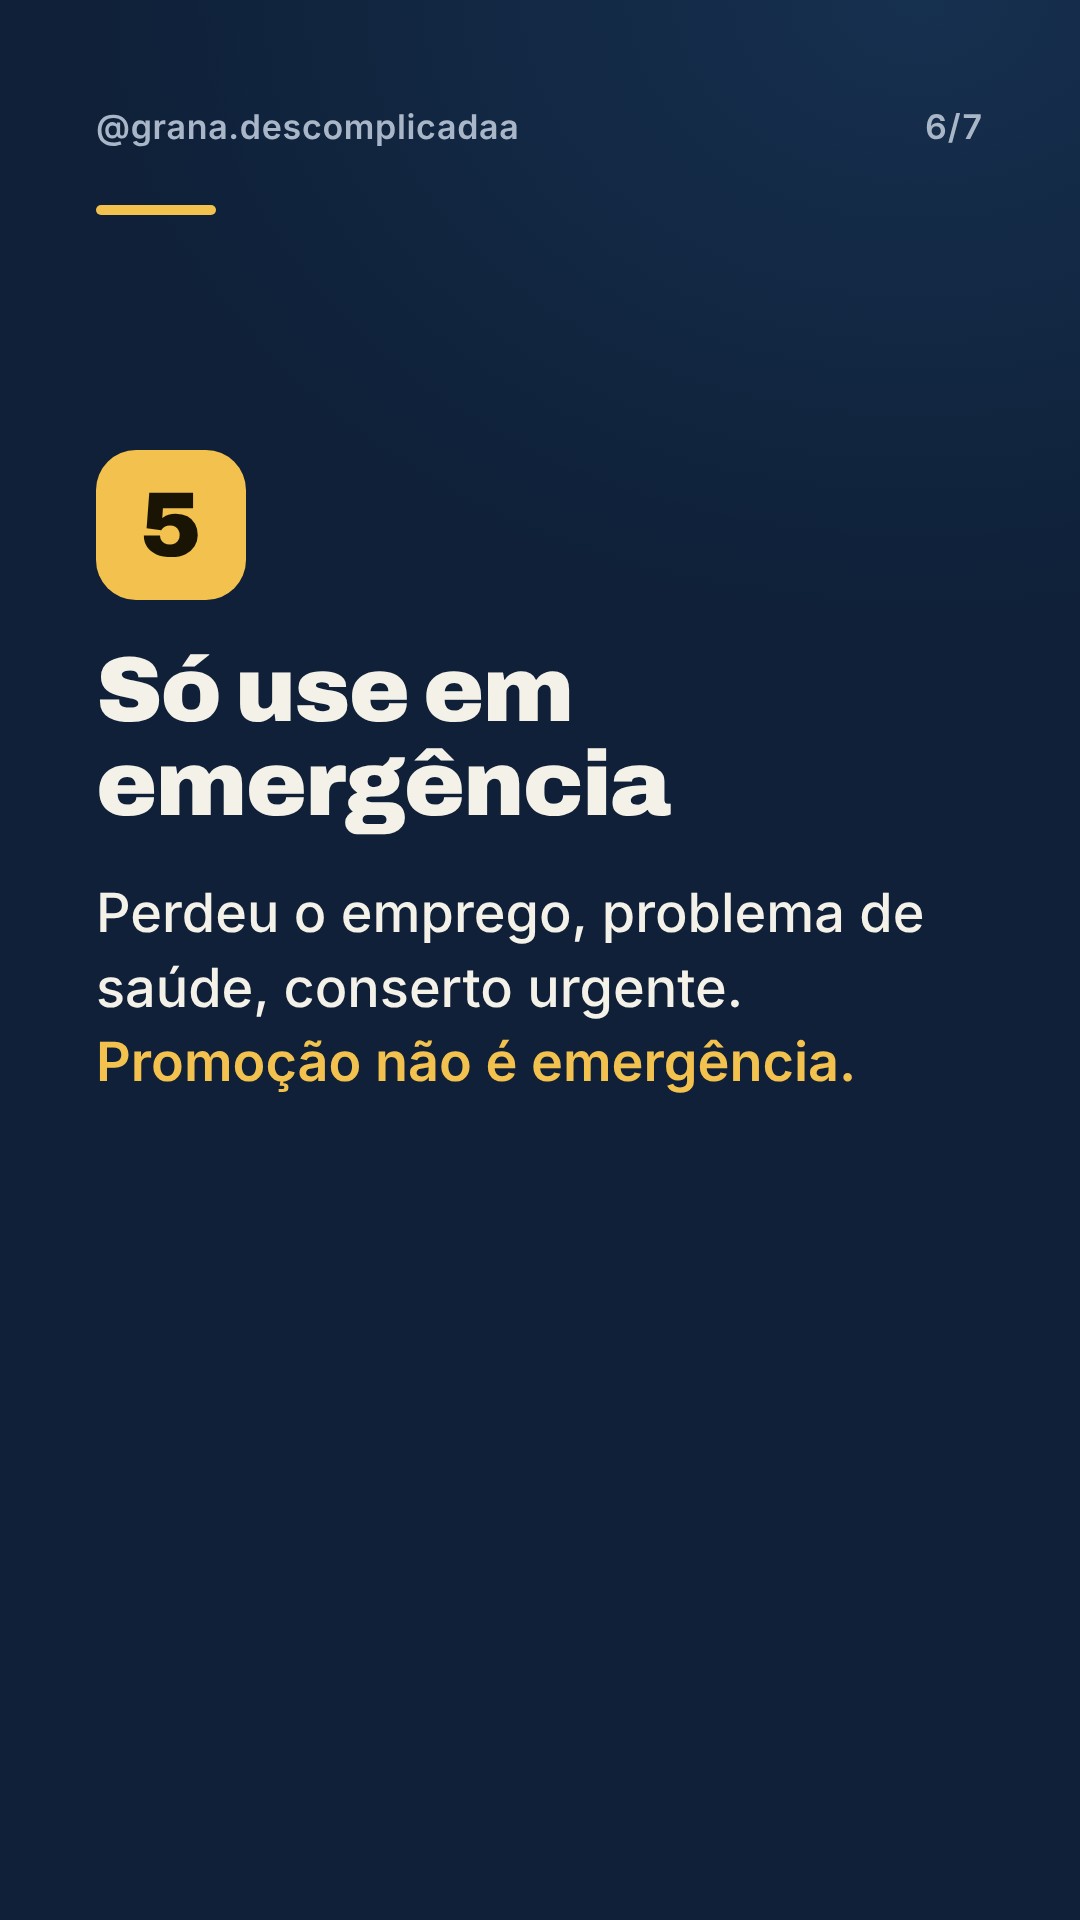 @grana.descomplicadaa 6/7
5
Só use em
emergência
Perdeu o emprego, problema de
saúde, conserto urgente.
Promoção não é emergência.